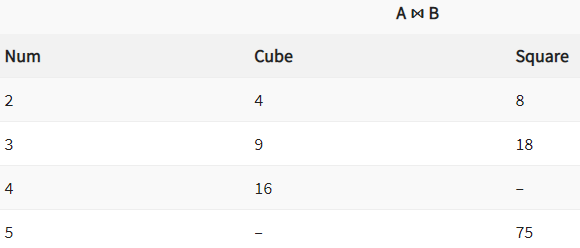 A ⋈ B
Num Cube Square
2 4 8
3 9 18
4 16 –
5 – 75